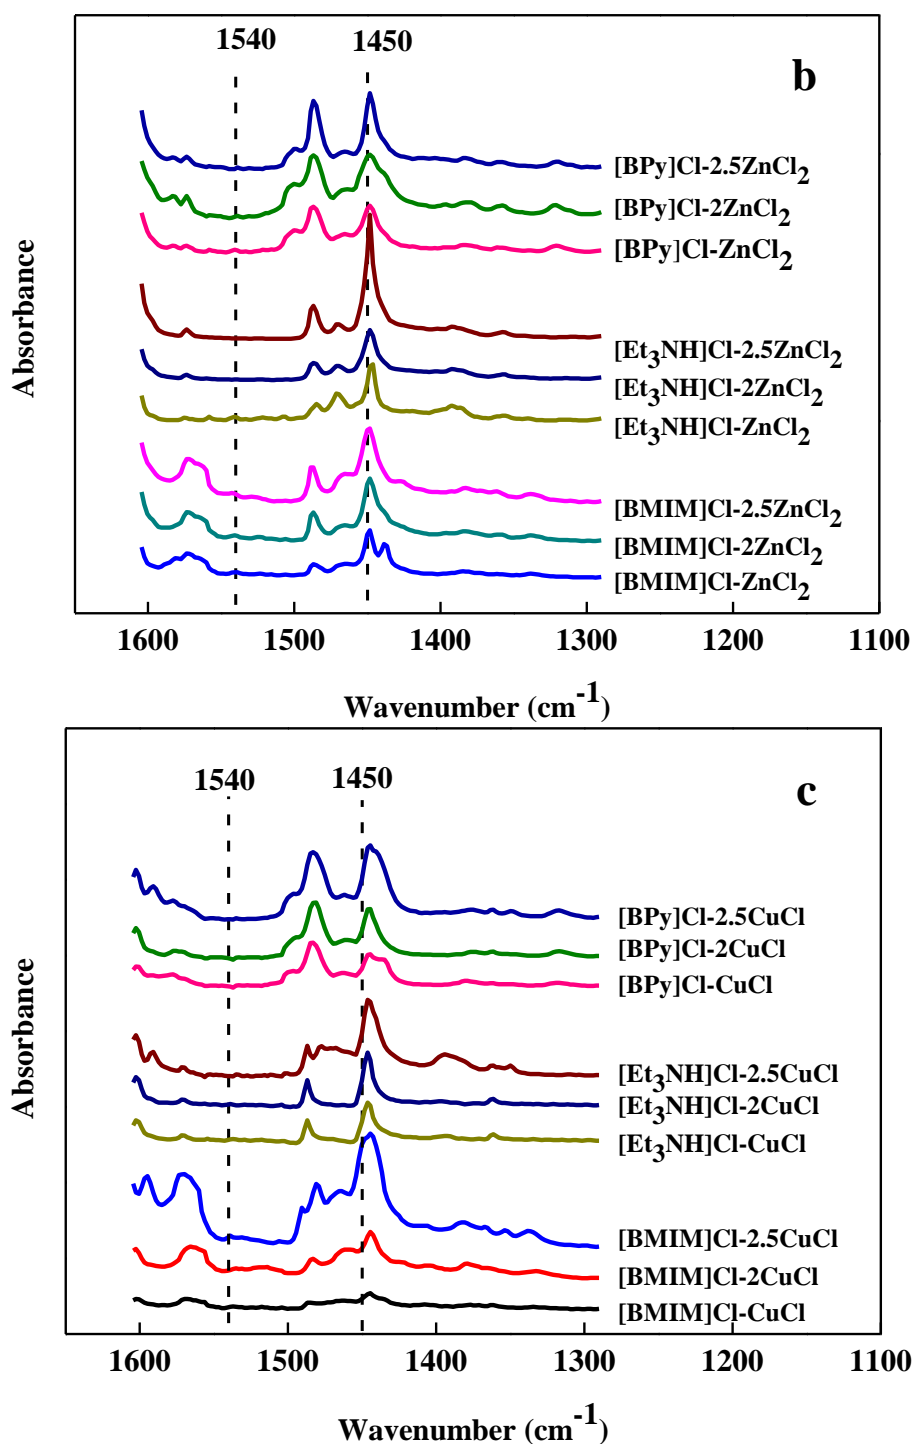 1540 1450
b
[BPy]Cl-2.5ZnCl2
[BPy]Cl-2ZnCl2
[BPy]Cl-ZnCl2
[Et3NH]Cl-2.5ZnCl2
[Et3NH]Cl-2ZnCl2
[Et3NH]Cl-ZnCl2
[BMIM]Cl-2.5ZnCl2
[BMIM]Cl-2ZnCl2
[BMIM]Cl-ZnCl2
Absorbance
1600 1500 1400 1300 1200 1100
Wavenumber (cm-1)
1540 1450
c
[BPy]Cl-2.5CuCl
[BPy]Cl-2CuCl
[BPy]Cl-CuCl
[Et3NH]Cl-2.5CuCl
[Et3NH]Cl-2CuCl
[Et3NH]Cl-CuCl
[BMIM]Cl-2.5CuCl
[BMIM]Cl-2CuCl
[BMIM]Cl-CuCl
Absorbance
1600 1500 1400 1300 1200 1100
Wavenumber (cm-1)